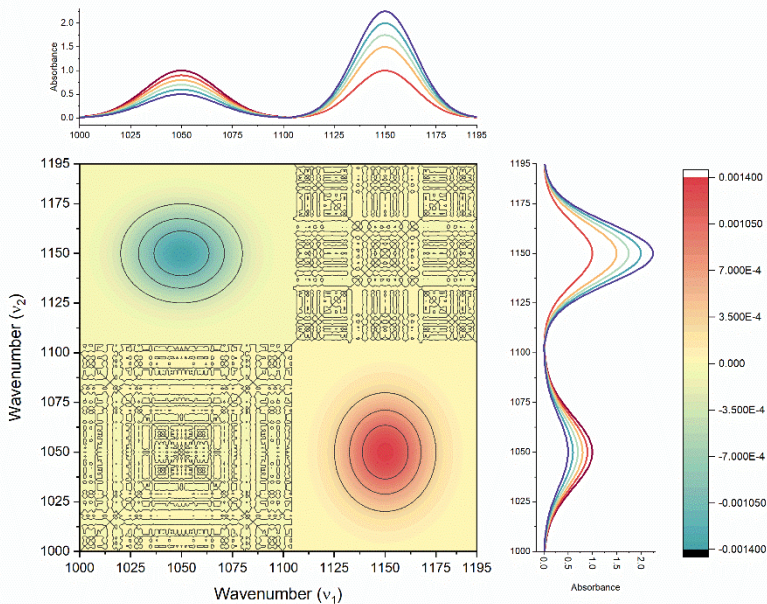 Absorbance
2.0
1.5
1.0
0.5
0.0
1000 1025 1050 1075 1100 1125 1150 1175 1195
Wavenumber (ν2)
1195
1175
1150
1125
1100
1075
1050
1025
1000
1000 1025 1050 1075 1100 1125 1150 1175 1195
Wavenumber (ν1)
1195
1175
1150
1125
1100
1075
1050
1025
1000
0.0 0.5 1.0 1.5 2.0
Absorbance
0.001400
0.001050
7.000E-4
3.500E-4
0.000
-3.500E-4
-7.000E-4
-0.001050
-0.001400